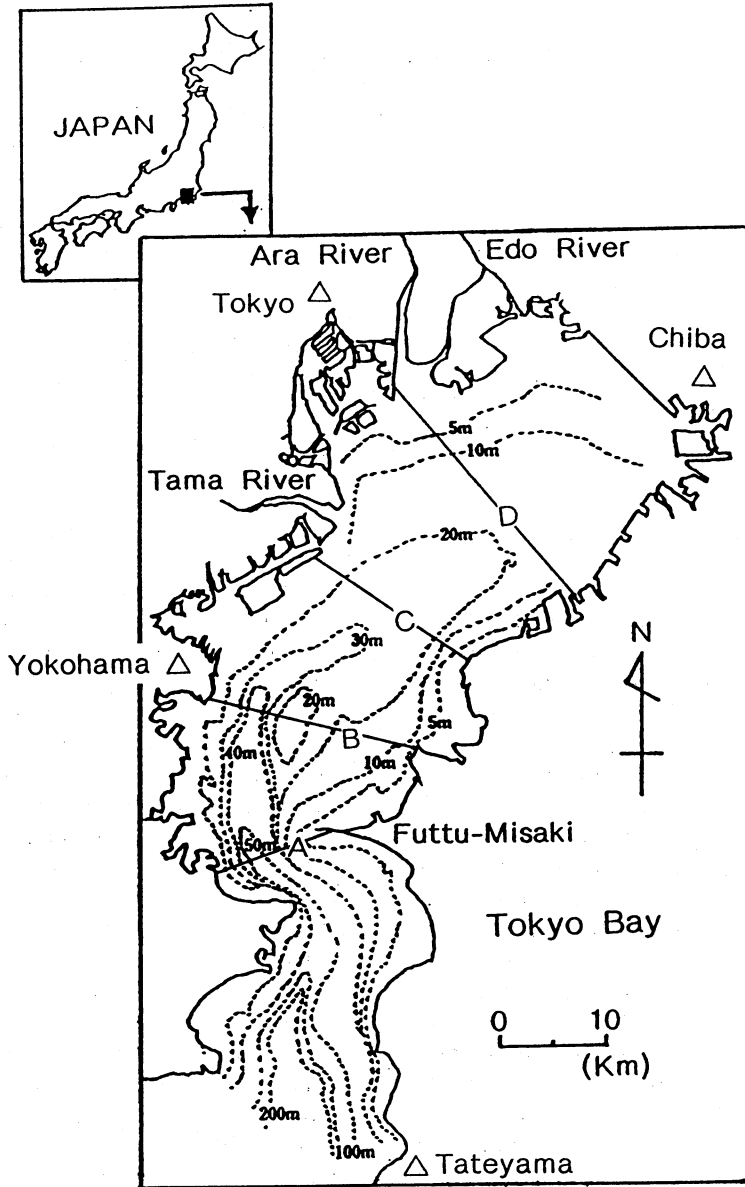 JAPAN
Ara River
Edo River
Tokyo
Chiba
5m
10m
Tama River
D
20m
C
N
30m
Yokohama
20m
5m
B
40m
10m
50m
A
Futtu-Misaki
Tokyo Bay
0 10
(Km)
200m
100m
Tateyama